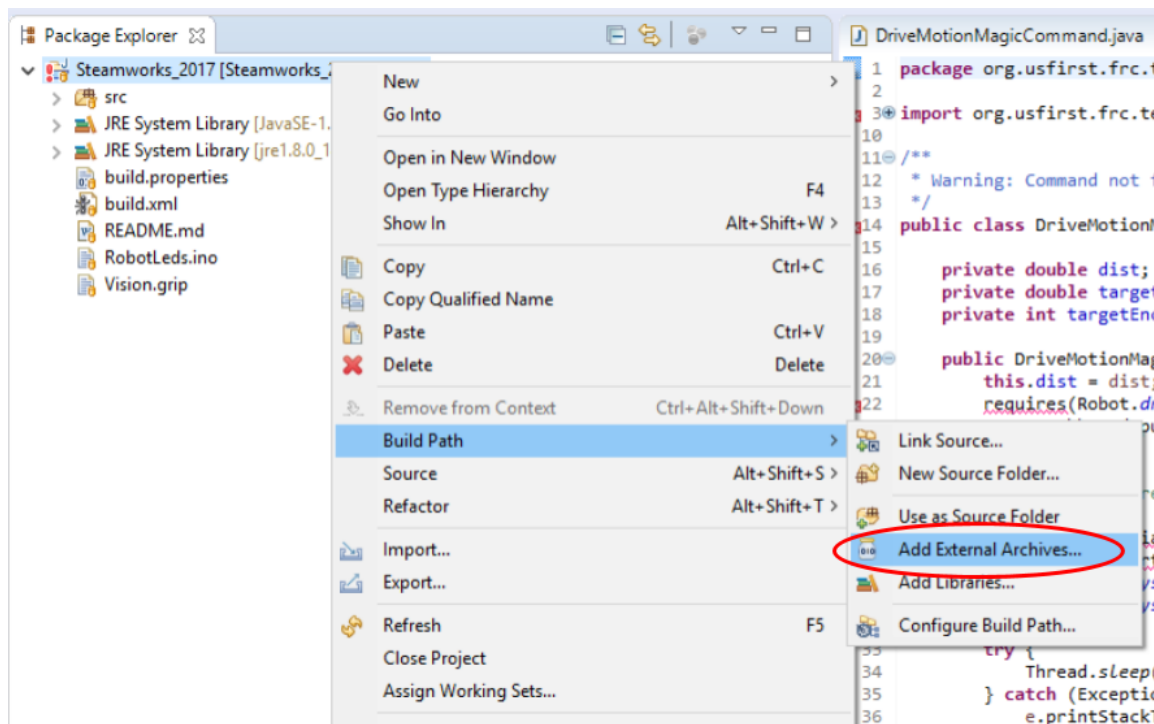 Package Explorer
Steamworks_2017 [Steamworks_
src
JRE System Library [JavaSE-1.
JRE System Library [jre1.8.0_1
build.properties
build.xml
README.md
RobotLeds.ino
Vision.grip
New
Go Into
Open in New Window
Open Type Hierarchy F4
Show In Alt+Shift+W >
Copy Ctrl+C
Copy Qualified Name
Paste Ctrl+V
Delete Delete
Remove from Context Ctrl+Alt+Shift+Down
Build Path
Source Alt+Shift+S >
Refactor Alt+Shift+T >
Import...
Export...
Refresh F5
Close Project
Assign Working Sets...
Link Source...
New Source Folder...
Use as Source Folder
Add External Archives...
Add Libraries...
Configure Build Path...
DriveMotionMagicCommand.java
1 package org.usfirst.frc.t
2
3 import org.usfirst.frc.te
10
11 /**
12 * Warning: Command not
13 */
14 public class DriveMotionM
15
16 private double dist;
17 private double target
18 private int targetEnc
19
20 public DriveMotionMag
21 this.dist = dist;
22 requires(Robot.dr
33 try {
34 Thread.sleep(
35 } catch (Exceptio
36 e.printStackT